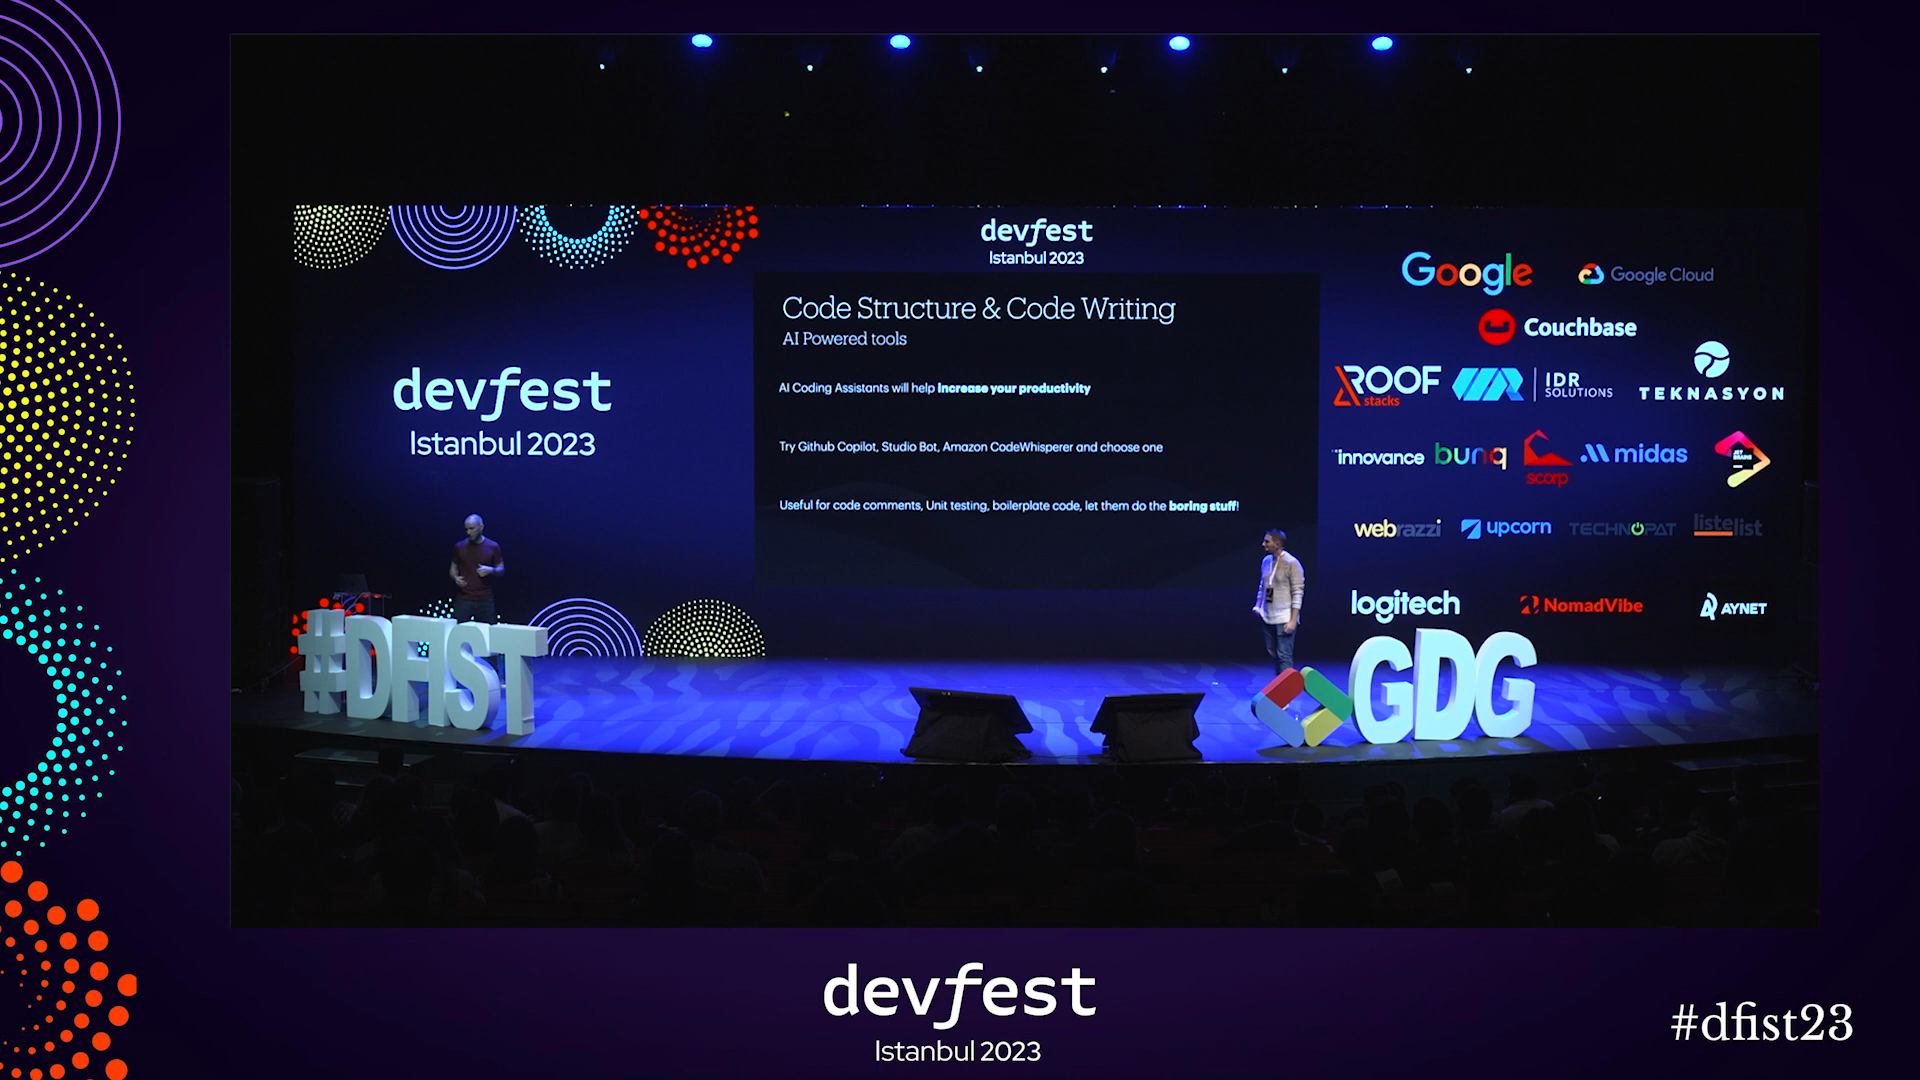 devfest
Istanbul 2023
devfest
Istanbul 2023
Code Structure & Code Writing
AI Powered tools
AI Coding Assistants will help increase your productivity
Try Github Copilot, Studio Bot, Amazon CodeWhisperer and choose one
Useful for code comments, Unit testing, boilerplate code, let them do the boring stuff!
Google
Google Cloud
Couchbase
ROOF
stacks
IDR
SOLUTIONS
TEKNASYON
innovance
bunq
scorp
midas
JET
BRAINS
webrazzi
upcorn
TECHNOPAT
listelist
logitech
NomadVibe
AYNET
#DFIST
GDG
devfest
Istanbul 2023
#dfist23